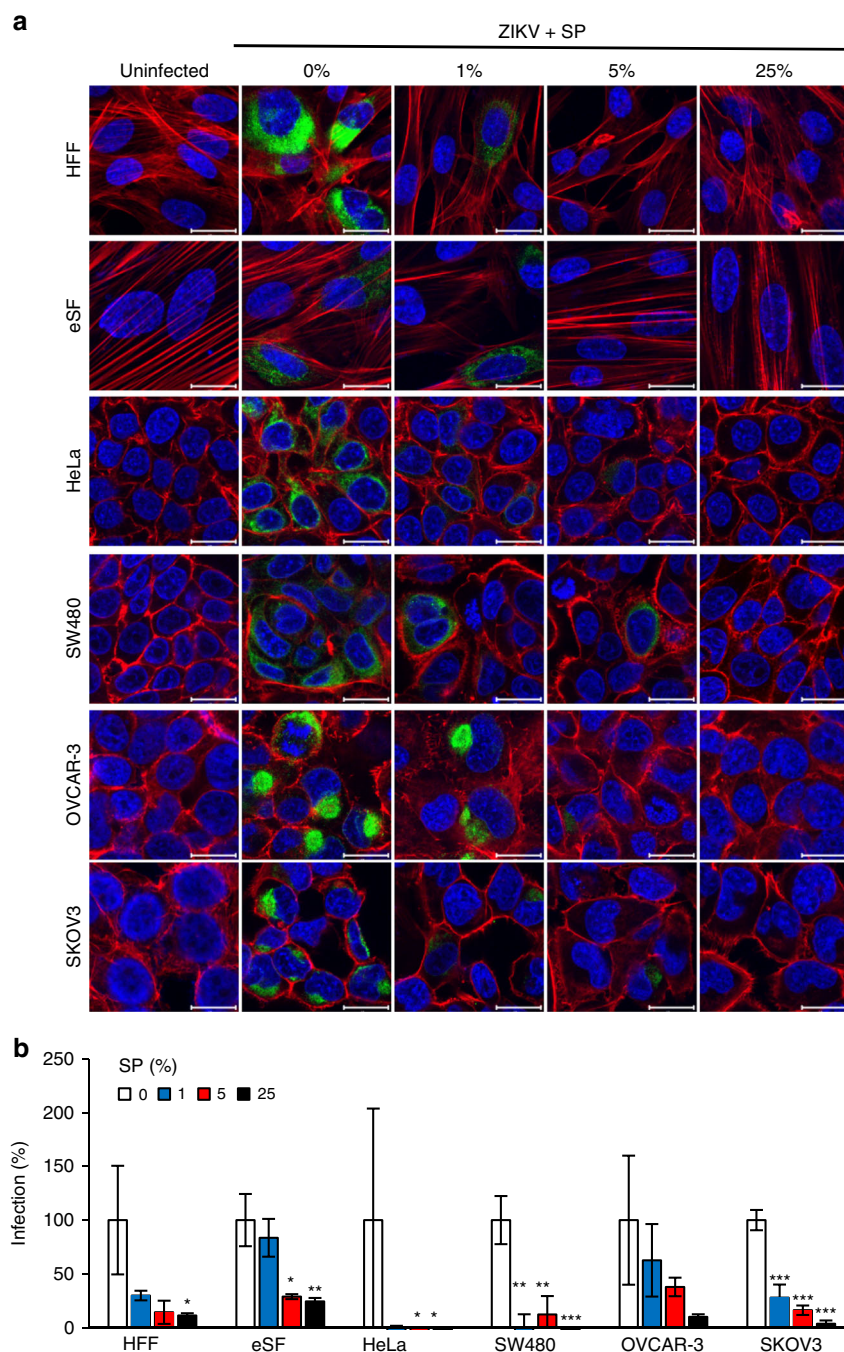 a
ZIKV + SP
Uninfected 0% 1% 5% 25%
HFF
eSF
HeLa
SW480
OVCAR-3
SKOV3
b
250
200
150
100
50
0
Infection (%)
SP (%)
0 1 5 25
* * ** * * ** ** *** *** *** ***
HFF eSF HeLa SW480 OVCAR-3 SKOV3